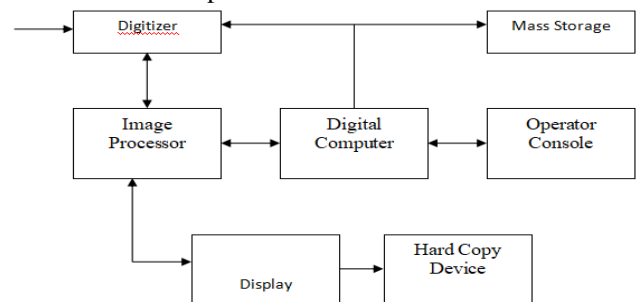 Digitizer
Mass Storage
Image
Processor
Digital
Computer
Operator
Console
Display
Hard Copy
Device